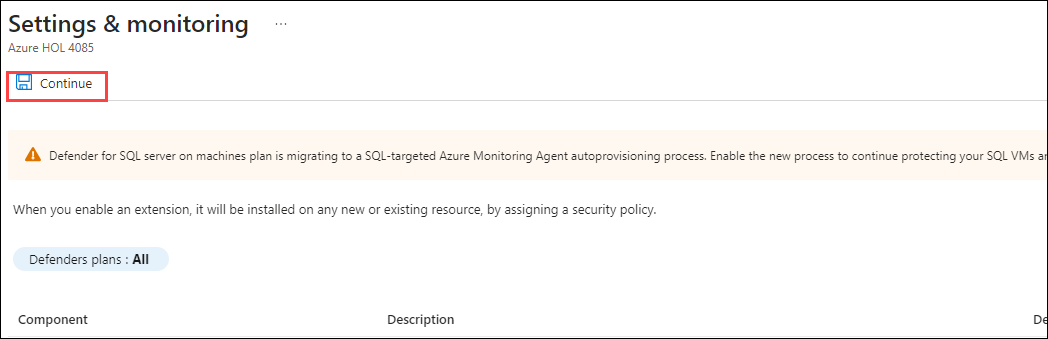 Settings & monitoring ...
Azure HOL 4085
Continue
Defender for SQL server on machines plan is migrating to a SQL-targeted Azure Monitoring Agent autoprovisioning process. Enable the new process to continue protecting your SQL VMs
When you enable an extension, it will be installed on any new or existing resource, by assigning a security policy.
Defenders plans : All
Component Description